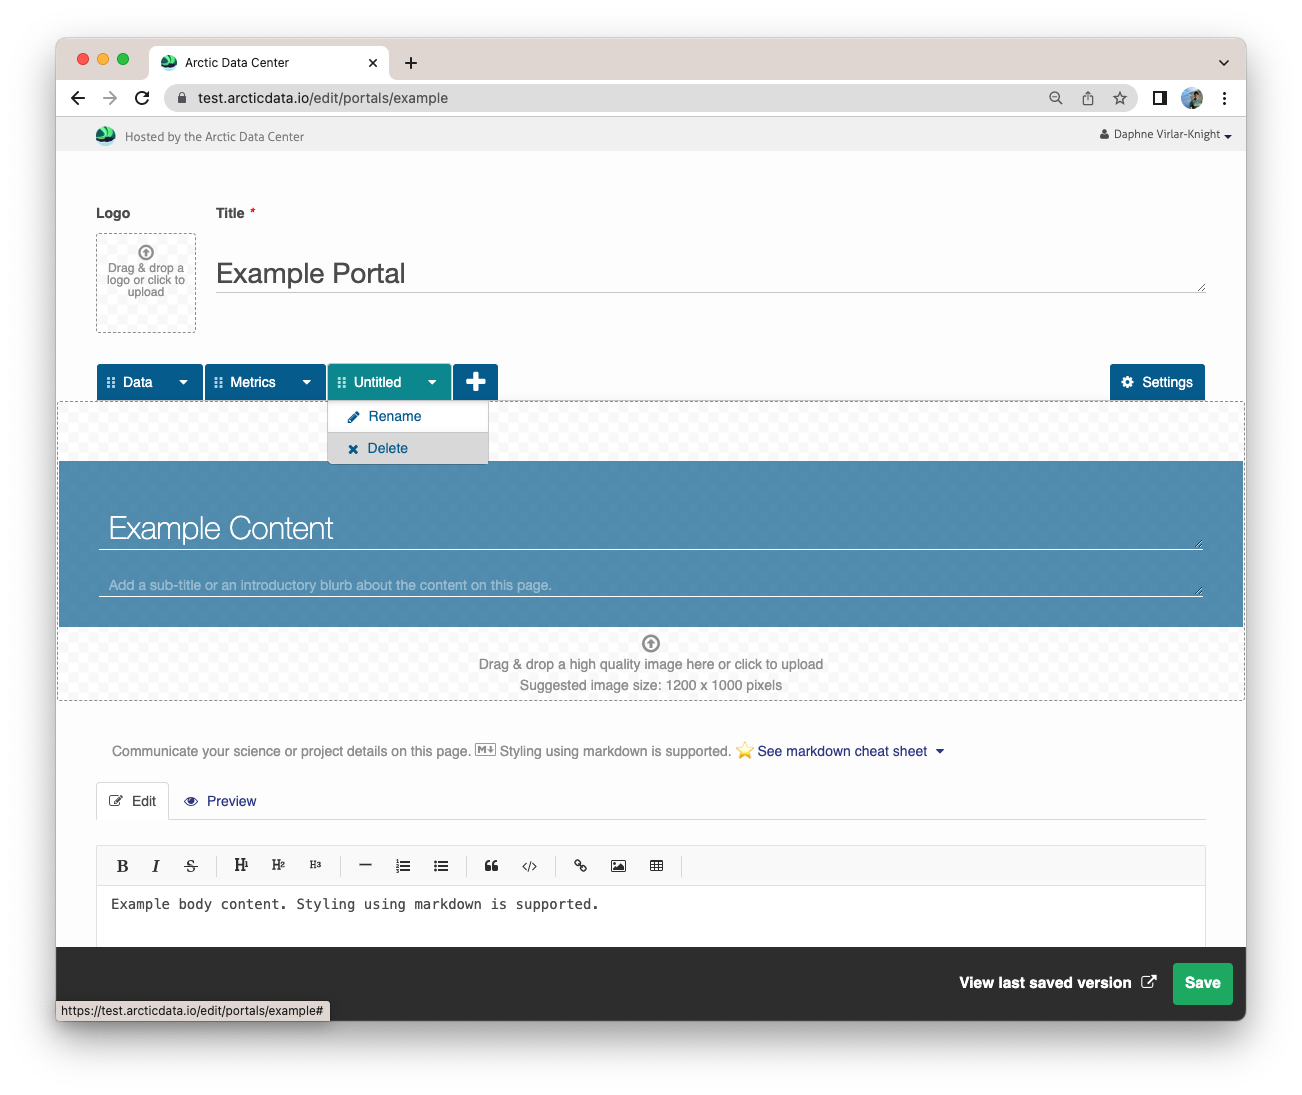 Arctic Data Center
test.arcticdata.io/edit/portals/example
Hosted by the Arctic Data Center
Daphne Virlar-Knight
Logo
Title *
Drag & drop a
logo or click to
upload
Example Portal
Data
Metrics
Untitled
Settings
Rename
Delete
Example Content
Add a sub-title or an introductory blurb about the content on this page.
Drag & drop a high quality image here or click to upload
Suggested image size: 1200 x 1000 pixels
Communicate your science or project details on this page. M↓ Styling using markdown is supported. See markdown cheat sheet
Edit
Preview
B I S H1 H2 H3
Example body content. Styling using markdown is supported.
View last saved version
Save
https://test.arcticdata.io/edit/portals/example#